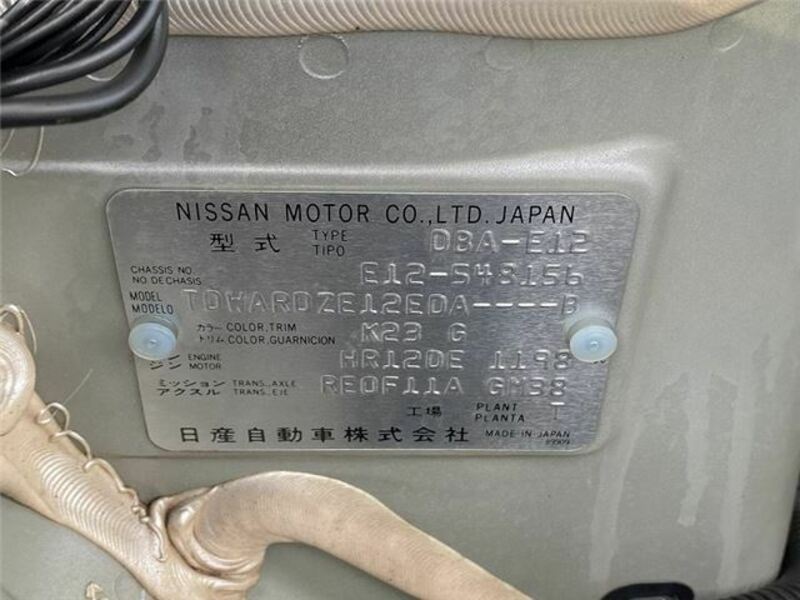 NISSAN MOTOR CO.,LTD. JAPAN
型式 TYPE TIPO DBA-E12
CHASSIS NO. NO DE CHASIS E12-548156
MODEL MODELO TDWARDZE12EDA----B
カラー COLOR,TRIM K23 G
トリム COLOR,GUARNICION
ジン ENGINE MOTOR HR12DE 1198
ミッション TRANS.,AXLE RE0F11A GM38
アクスル TRANS.,EJE
工場 PLANT PLANTA T
日産自動車株式会社 MADE IN JAPAN